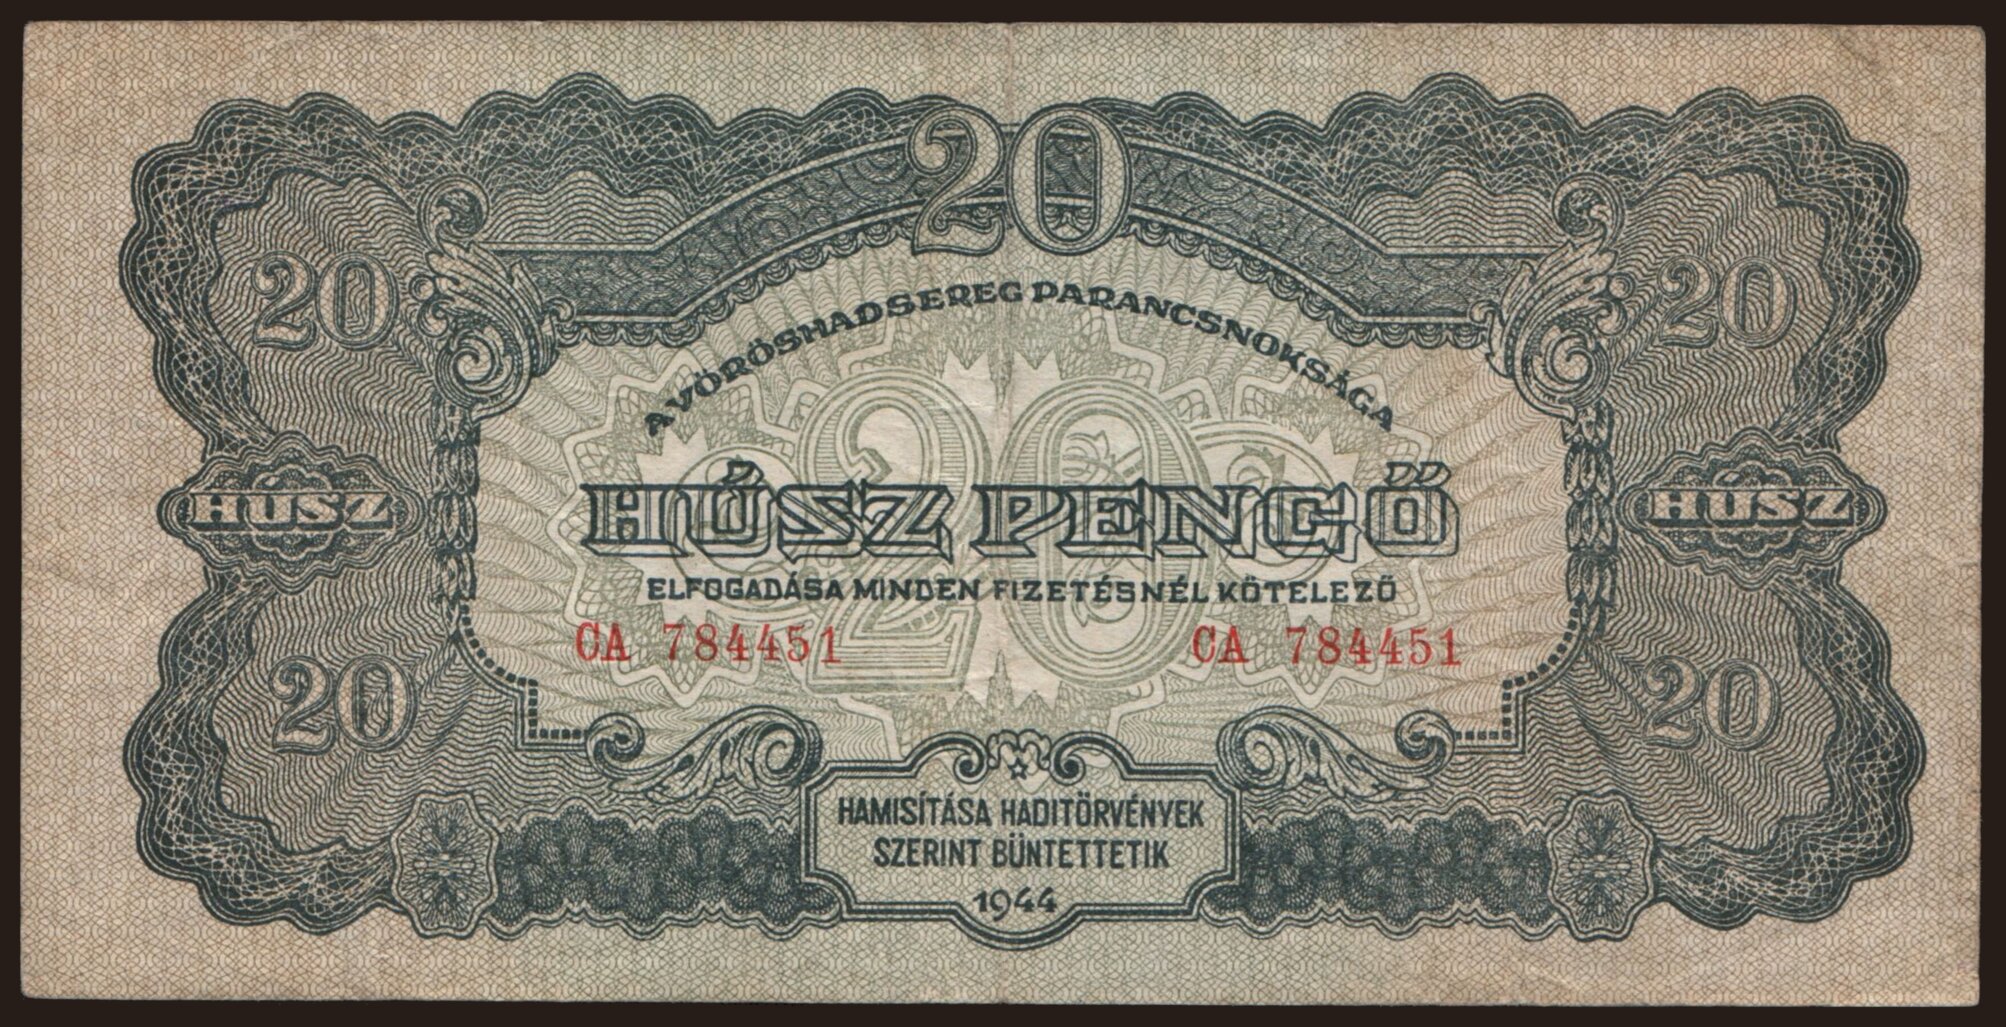 20
20
20
A VÖRÖSHADSEREG PARANCSNOKSÁGA
20
HÚSZ
HÚSZ PENGŐ
HÚSZ
ELFOGADÁSA MINDEN FIZETÉSNÉL KÖTELEZŐ
CA 784451
CA 784451
20
20
HAMISÍTÁSA HADITÖRVÉNYEK
SZERINT BÜNTETTETIK
1944